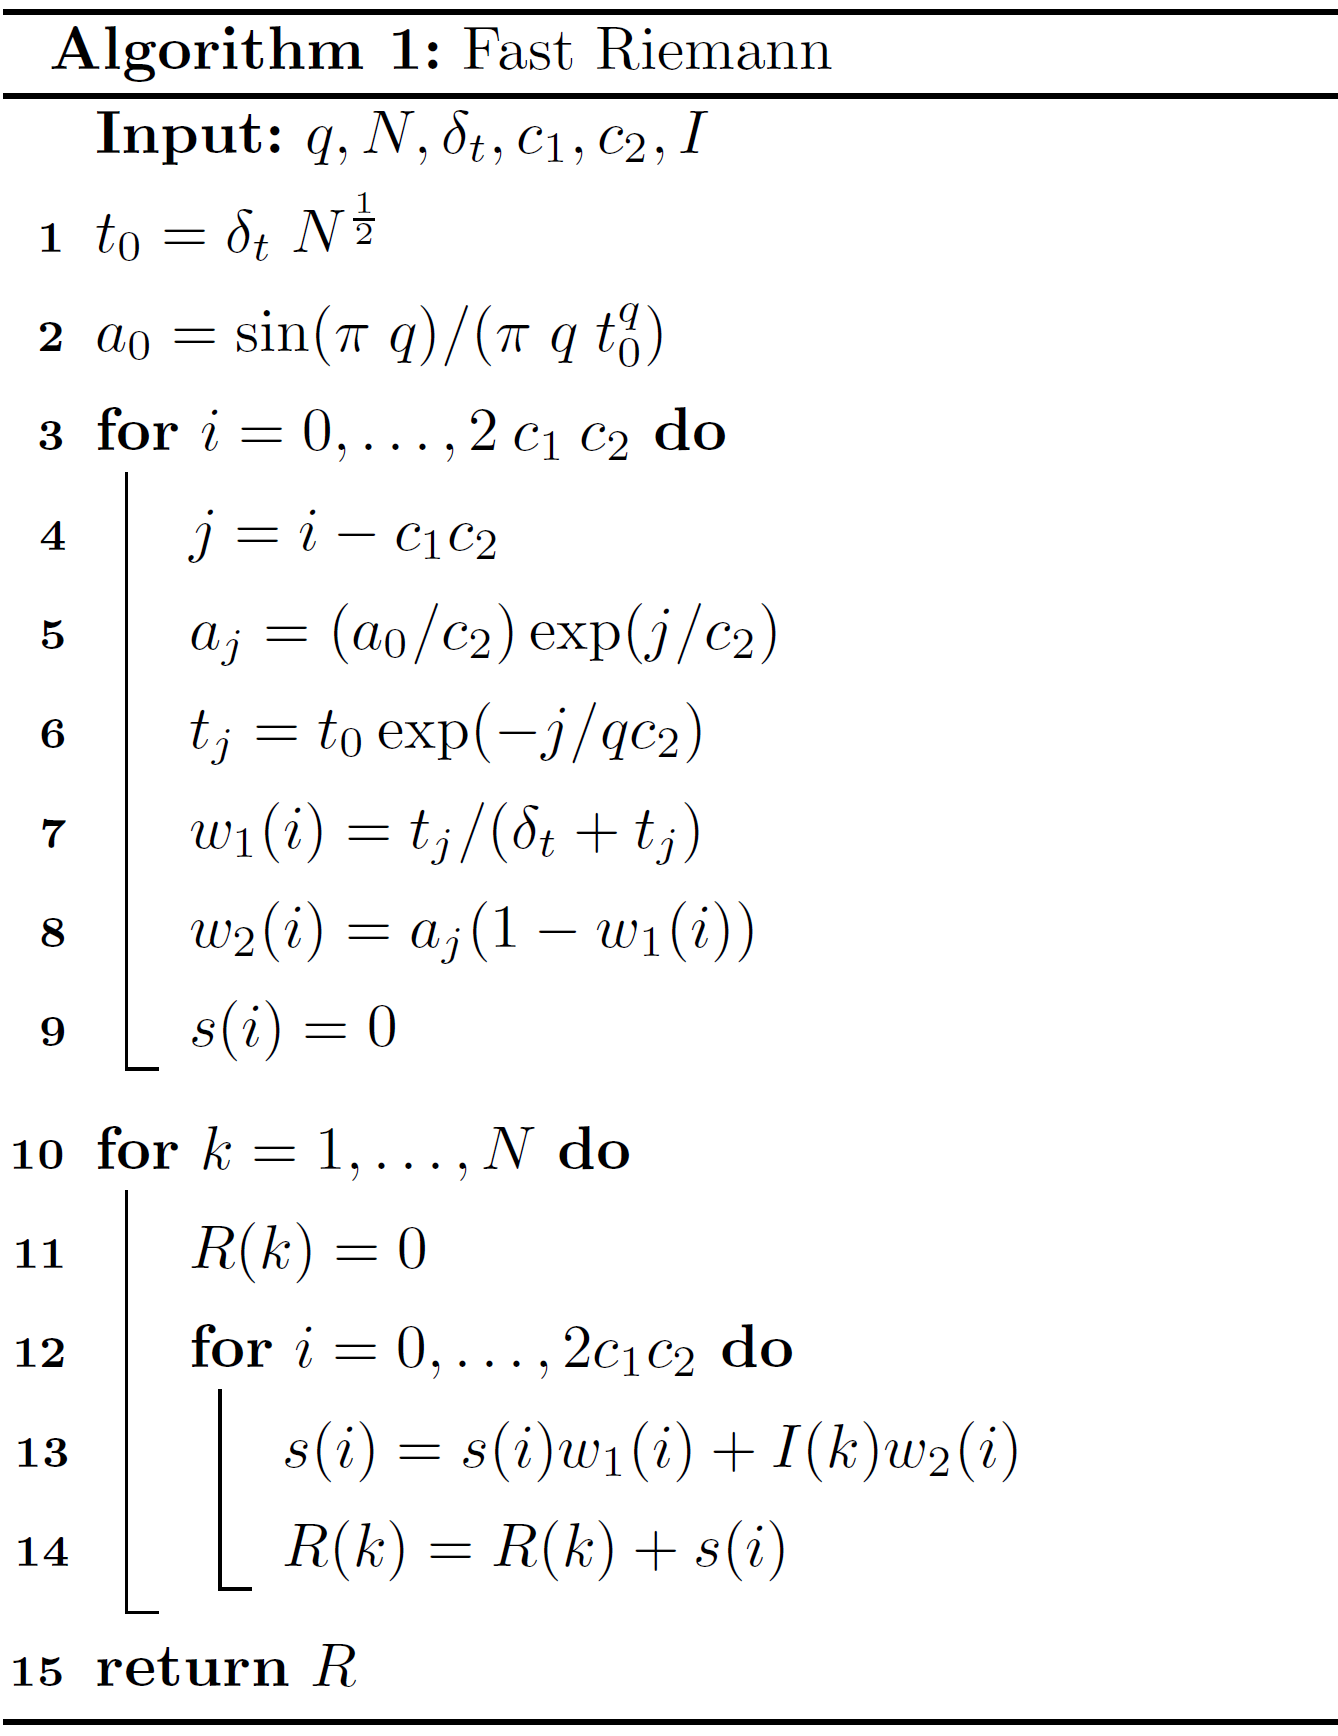 Algorithm 1: Fast Riemann
Input: q, N, δ_t, c_1, c_2, I
1 t_0 = δ_t N^{1/2}
2 a_0 = sin(π q)/(π q t_0^q)
3 for i = 0, . . . , 2 c_1 c_2 do
4 j = i − c_1c_2
5 a_j = (a_0/c_2) exp(j/c_2)
6 t_j = t_0 exp(−j/qc_2)
7 w_1(i) = t_j/(δ_t + t_j)
8 w_2(i) = a_j(1 − w_1(i))
9 s(i) = 0
10 for k = 1, . . . , N do
11 R(k) = 0
12 for i = 0, . . . , 2c_1c_2 do
13 s(i) = s(i)w_1(i) + I(k)w_2(i)
14 R(k) = R(k) + s(i)
15 return R